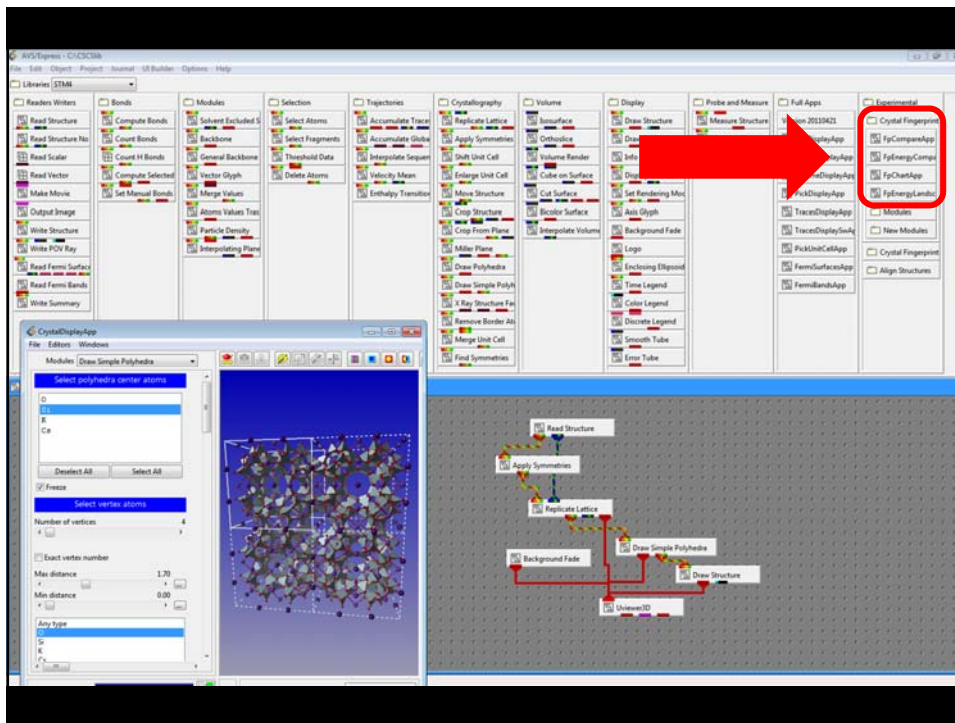 AVS/Express - C:\CSCSlib
File Edit Object Project Journal UI Builder Options Help
Libraries STM4
Readers Writers
Read Structure
Read Structure No
Read Scalar
Read Vector
Make Movie
Output Image
Write Structure
Write POV Ray
Read Fermi Surface
Read Fermi Bands
Write Summary
Bonds
Compute Bonds
Count Bonds
Count H Bonds
Compute Selected
Set Manual Bonds
Modules
Solvent Excluded S
Backbone
General Backbone
Vector Glyph
Merge Values
Atoms Values Tras
Particle Density
Interpolating Plane
Selection
Select Atoms
Select Fragments
Threshold Data
Delete Atoms
Trajectories
Accumulate Traces
Accumulate Globa
Interpolate Sequen
Velocity Mean
Enthalpy Transition
Crystallography
Replicate Lattice
Apply Symmetries
Shift Unit Cell
Enlarge Unit Cell
Move Structure
Crop Structure
Crop From Plane
Miller Plane
Draw Polyhedra
Draw Simple Polyh
X Ray Structure Fa
Remove Border At
Merge Unit Cell
Find Symmetries
Volume
Isosurface
Orthoslice
Volume Render
Cube on Surface
Cut Surface
Bicolor Surface
Interpolate Volume
Display
Draw Structure
Draw
Info
Disp
Set Rendering Mod
Axis Glyph
Background Fade
Logo
Enclosing Ellipsoid
Time Legend
Color Legend
Discrete Legend
Smooth Tube
Error Tube
Probe and Measure
Measure Structure
Full Apps
Version 20110421
PickDisplayApp
TracesDisplayApp
TracesDisplaySwAp
PickUnitCellApp
FermiSurfacesApp
FermiBandsApp
Experimental
Crystal Fingerprint
FpCompareApp
FpEnergyCompa
FpChartApp
FpEnergyLandsc
Modules
New Modules
Crystal Fingerprint
Align Structures
CrystalDisplayApp
File Editors Windows
Modules Draw Simple Polyhedra
Select polyhedra center atoms
O
Si
K
Ca
Deselect All Select All
Freeze
Select vertex atoms
Number of vertices 4
Exact vertex number
Max distance 1.70
Min distance 0.00
Any type
O
Si
K
Ca
Read Structure
Apply Symmetries
Replicate Lattice
Draw Simple Polyhedra
Background Fade
Draw Structure
Uviewer3D